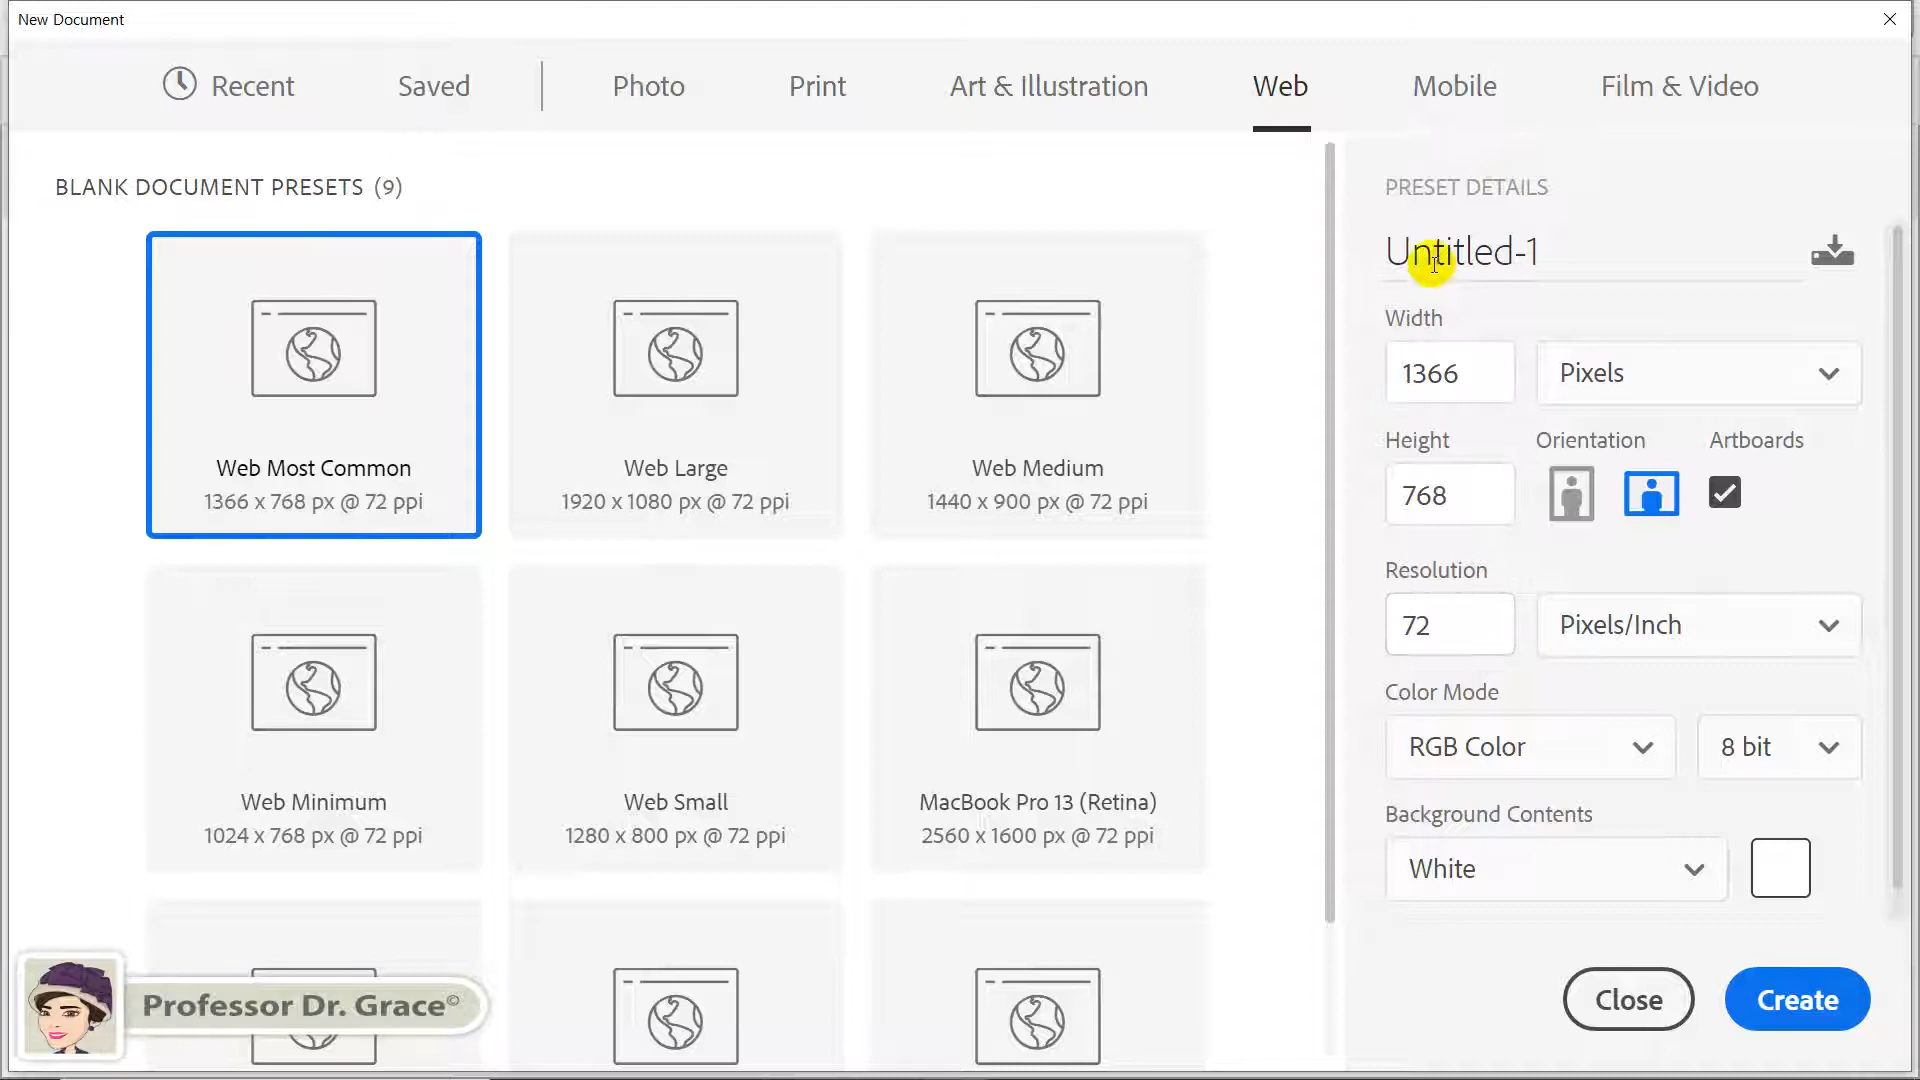 New Document
Recent Saved Photo Print Art & Illustration Web Mobile Film & Video
BLANK DOCUMENT PRESETS (9)
Web Most Common
1366 x 768 px @ 72 ppi
Web Large
1920 x 1080 px @ 72 ppi
Web Medium
1440 x 900 px @ 72 ppi
Web Minimum
1024 x 768 px @ 72 ppi
Web Small
1280 x 800 px @ 72 ppi
MacBook Pro 13 (Retina)
2560 x 1600 px @ 72 ppi
Professor Dr. Grace©
PRESET DETAILS
Untitled-1
Width
1366 Pixels
Height Orientation Artboards
768
Resolution
72 Pixels/Inch
Color Mode
RGB Color 8 bit
Background Contents
White
Close Create